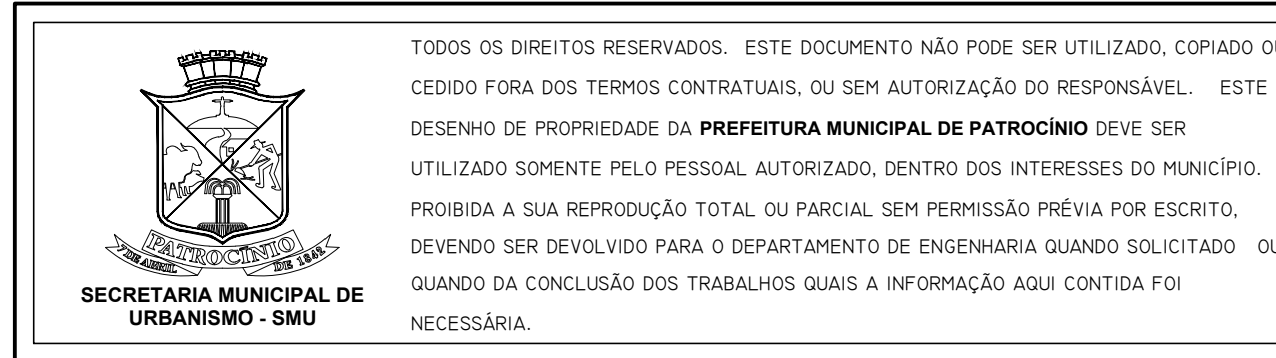 PATROCÍNIO
7 DE ABRIL DE 1842
SECRETARIA MUNICIPAL DE
URBANISMO - SMU
TODOS OS DIREITOS RESERVADOS. ESTE DOCUMENTO NÃO PODE SER UTILIZADO, COPIADO OU
CEDIDO FORA DOS TERMOS CONTRATUAIS, OU SEM AUTORIZAÇÃO DO RESPONSÁVEL. ESTE
DESENHO DE PROPRIEDADE DA PREFEITURA MUNICIPAL DE PATROCÍNIO DEVE SER
UTILIZADO SOMENTE PELO PESSOAL AUTORIZADO, DENTRO DOS INTERESSES DO MUNICÍPIO.
PROIBIDA A SUA REPRODUÇÃO TOTAL OU PARCIAL SEM PERMISSÃO PRÉVIA POR ESCRITO,
DEVENDO SER DEVOLVIDO PARA O DEPARTAMENTO DE ENGENHARIA QUANDO SOLICITADO OU
QUANDO DA CONCLUSÃO DOS TRABALHOS QUAIS A INFORMAÇÃO AQUI CONTIDA FOI
NECESSÁRIA.